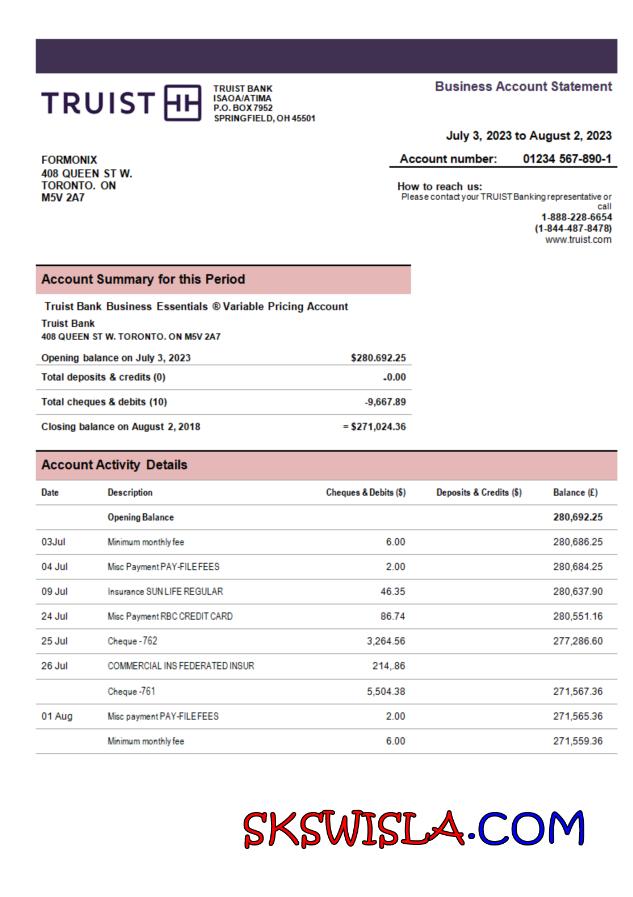 TRUIST
TRUIST BANK
ISAOA/ATIMA
P.O. BOX 7952
SPRINGFIELD, OH 45501
Business Account Statement
July 3, 2023 to August 2, 2023
Account number: 01234 567-890-1
FORMONIX
408 QUEEN ST W.
TORONTO. ON
M5V 2A7
How to reach us:
Please contact your TRUIST Banking representative or
call
1-888-228-6654
(1-844-487-8478)
www.truist.com
Account Summary for this Period
Truist Bank Business Essentials ® Variable Pricing Account
Truist Bank
408 QUEEN ST W. TORONTO. ON M5V 2A7
Opening balance on July 3, 2023 $280.692.25
Total deposits & credits (0) -0.00
Total cheques & debits (10) -9,667.89
Closing balance on August 2, 2018 = $271,024.36
Account Activity Details
Date Description Cheques & Debits ($) Deposits & Credits ($) Balance (£)
Opening Balance 280,692.25
03Jul Minimum monthly fee 6.00 280,686.25
04 Jul Misc Payment PAY-FILE FEES 2.00 280,684.25
09 Jul Insurance SUN LIFE REGULAR 46.35 280,637.90
24 Jul Misc Payment RBC CREDIT CARD 86.74 280,551.16
25 Jul Cheque -762 3,264.56 277,286.60
26 Jul COMMERCIAL INS FEDERATED INSUR 214,.86
Cheque -761 5,504.38 271,567.36
01 Aug Misc payment PAY-FILE FEES 2.00 271,565.36
Minimum monthly fee 6.00 271,559.36
SKSWISLA.COM